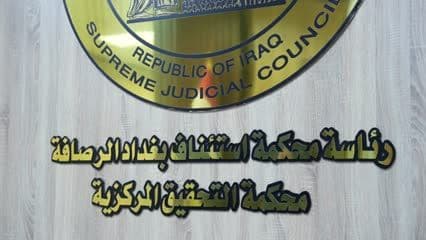 REPUBLIC OF IRAQ
SUPREME JUDICIAL COUNCIL
رئاسة محكمة استئناف بغداد الرصافة
محكمة التحقيق المركزية